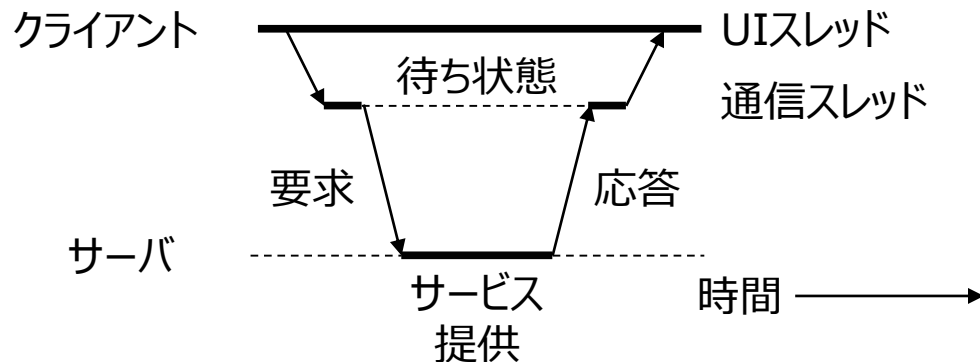 クライアント
UIスレッド
待ち状態
通信スレッド
要求
応答
サーバ
サービス
提供
時間